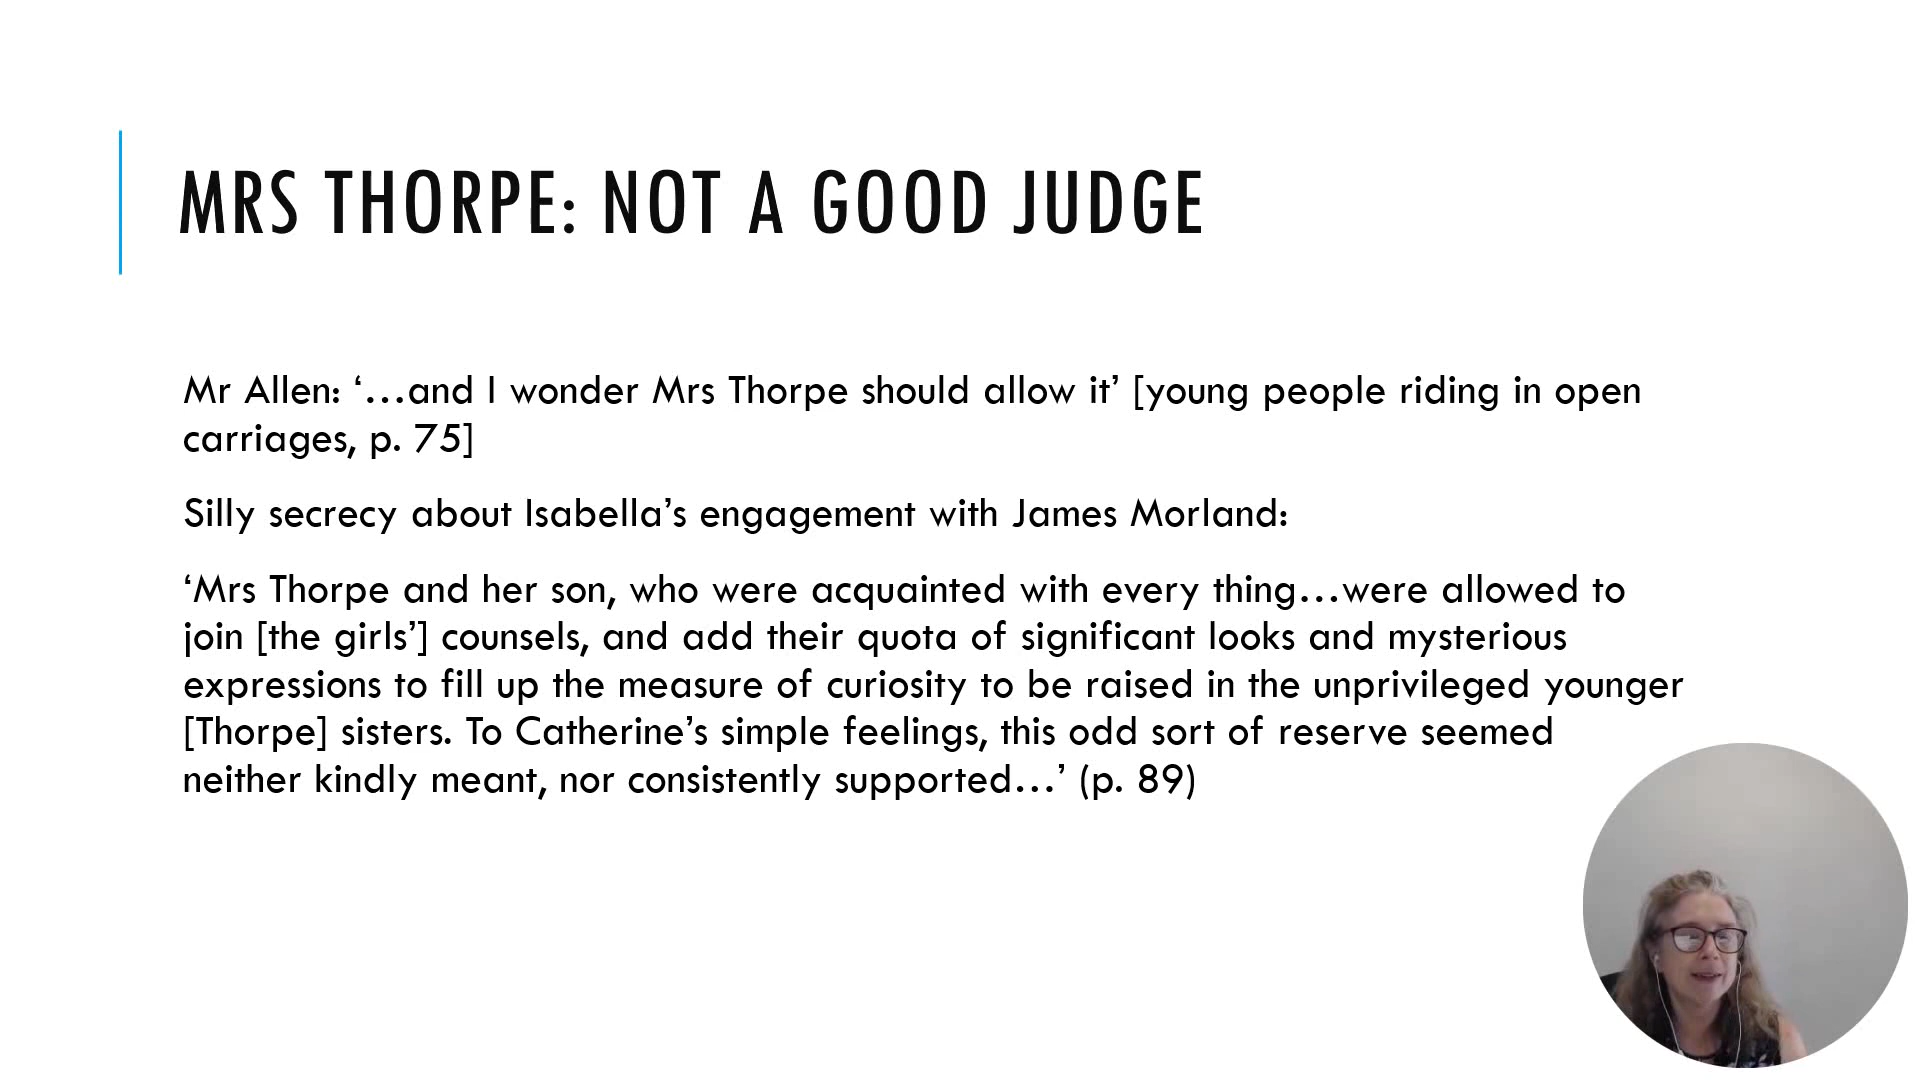 MRS THORPE: NOT A GOOD JUDGE
Mr Allen: ‘…and I wonder Mrs Thorpe should allow it’ [young people riding in open
carriages, p. 75]
Silly secrecy about Isabella’s engagement with James Morland:
‘Mrs Thorpe and her son, who were acquainted with every thing…were allowed to
join [the girls’] counsels, and add their quota of significant looks and mysterious
expressions to fill up the measure of curiosity to be raised in the unprivileged younger
[Thorpe] sisters. To Catherine’s simple feelings, this odd sort of reserve seemed
neither kindly meant, nor consistently supported…’ (p. 89)